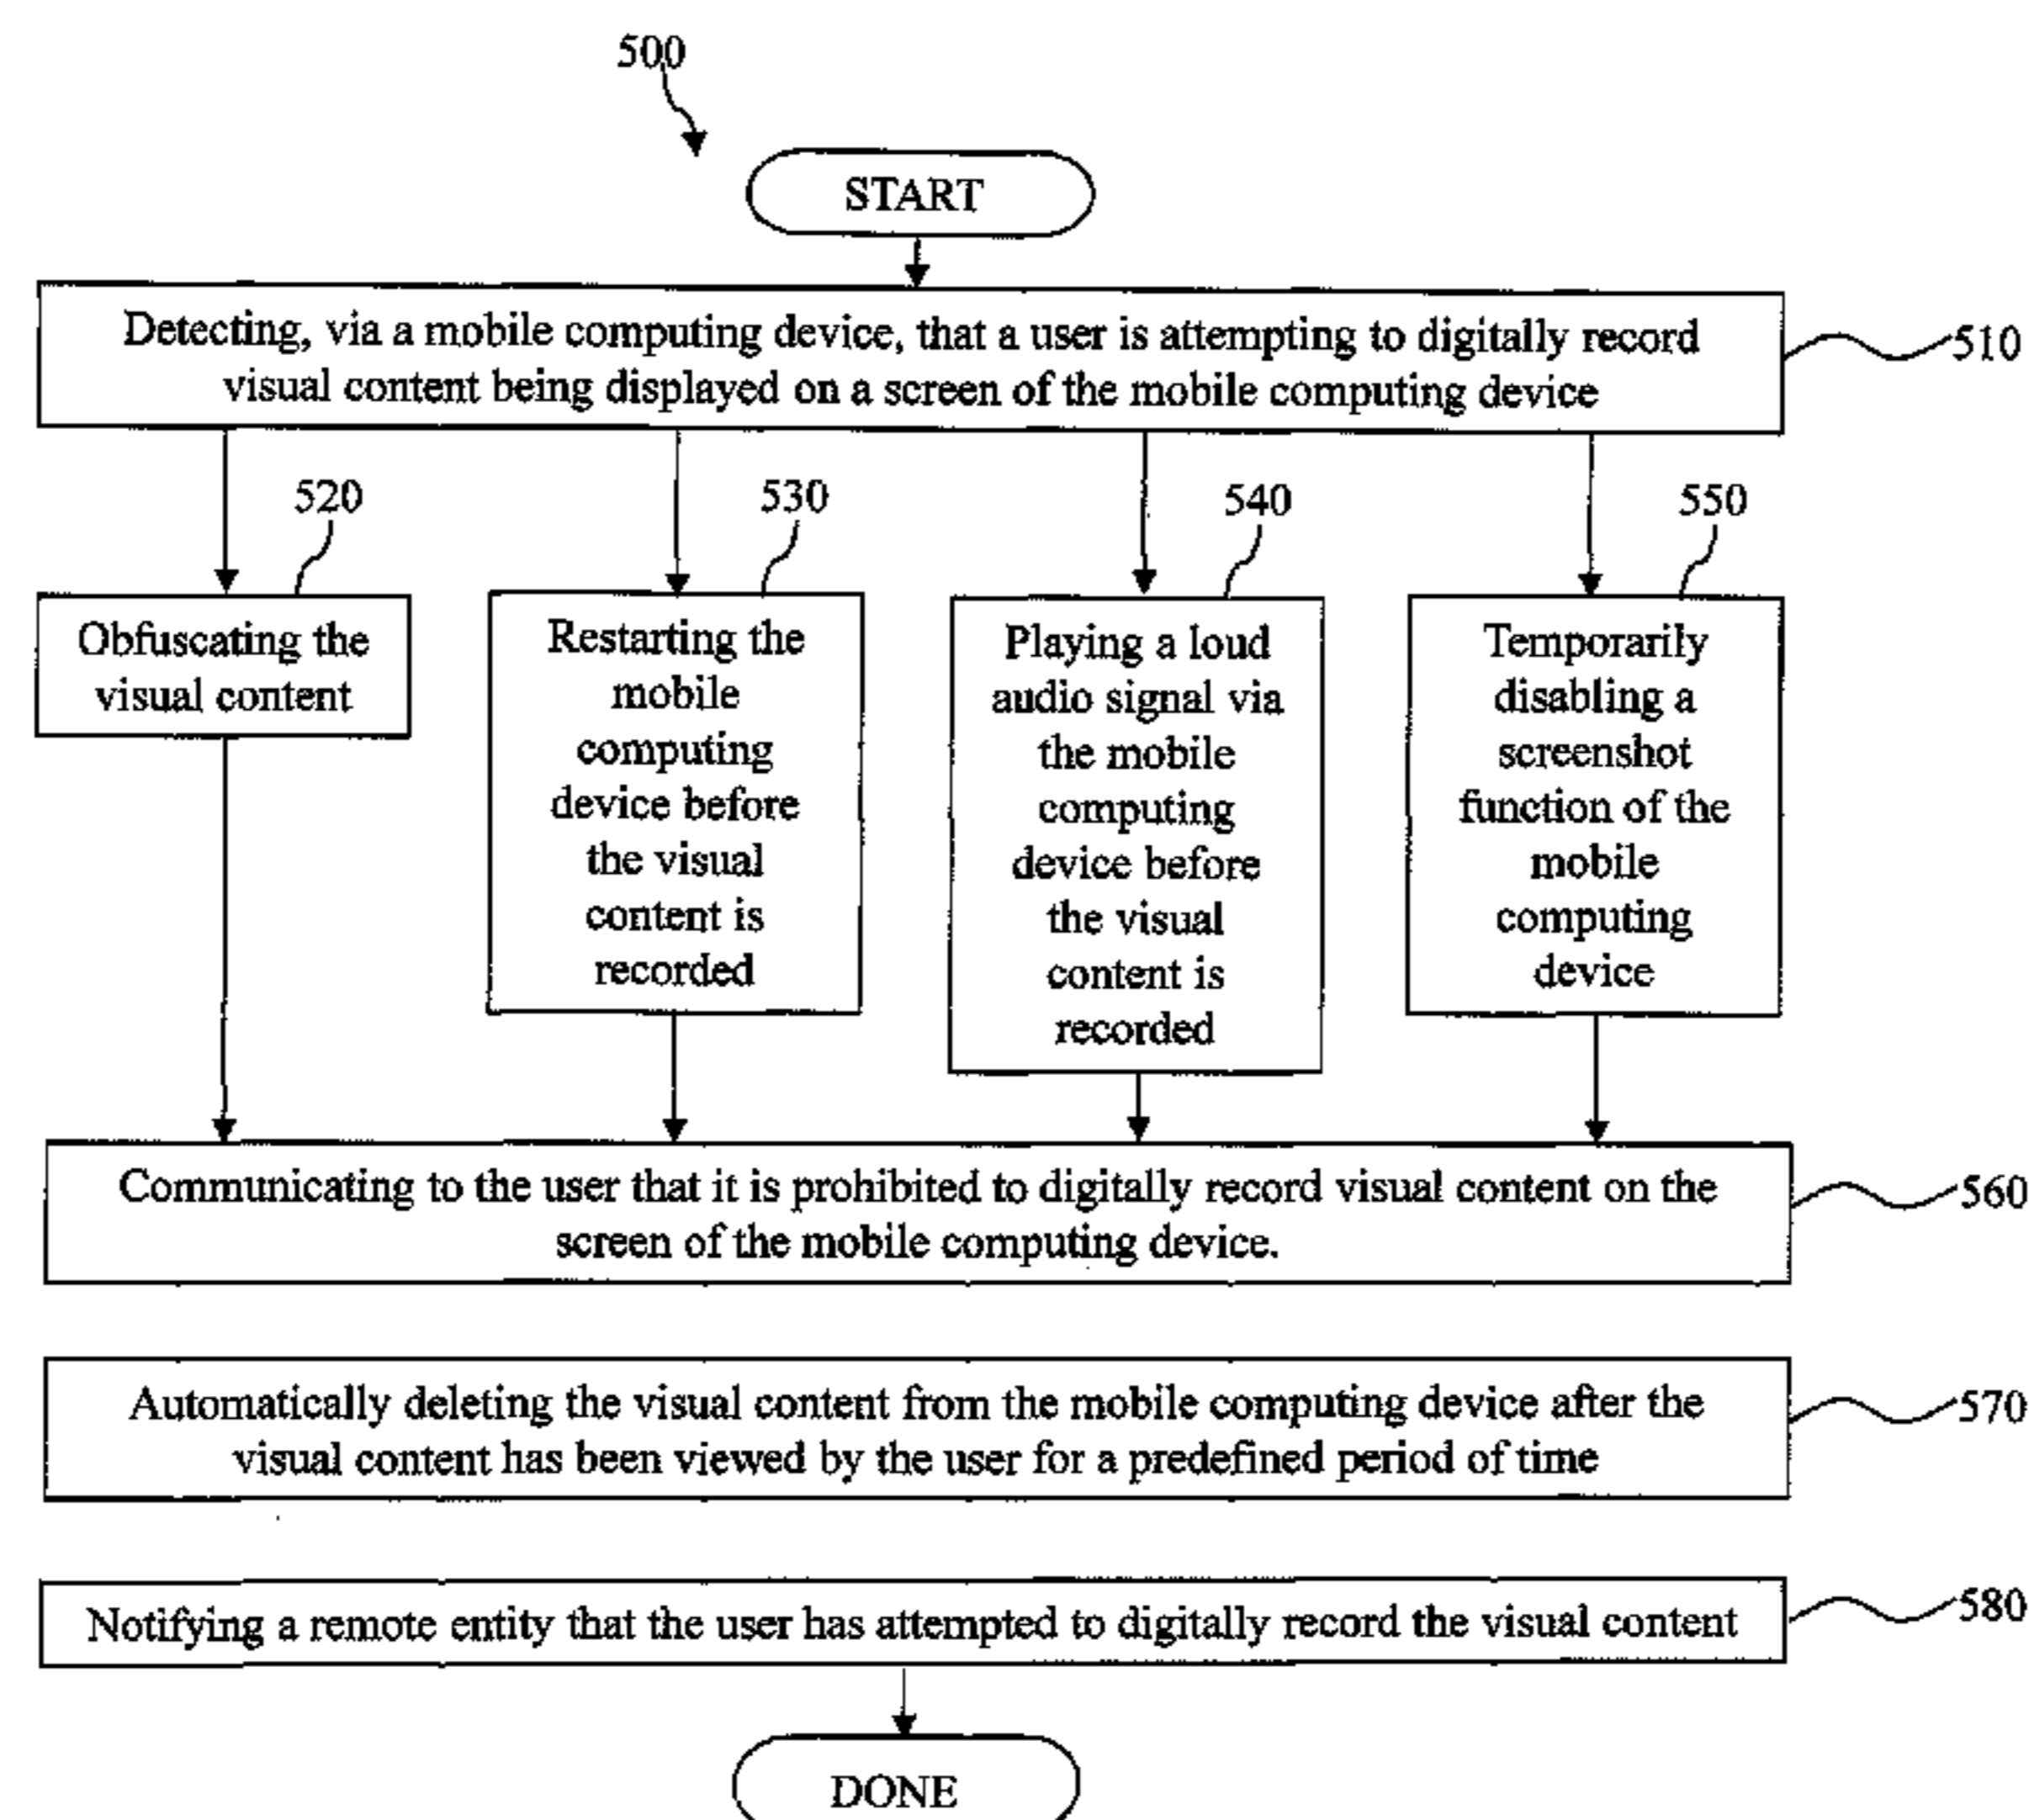 500
START
Detecting, via a mobile computing device, that a user is attempting to digitally record
visual content being displayed on a screen of the mobile computing device
510
520
530
540
550
Obfuscating the
visual content
Restarting the
mobile
computing
device before
the visual
content is
recorded
Playing a loud
audio signal via
the mobile
computing
device before
the visual
content is
recorded
Temporarily
disabling a
screenshot
function of the
mobile
computing
device
Communicating to the user that it is prohibited to digitally record visual content on the
screen of the mobile computing device.
560
Automatically deleting the visual content from the mobile computing device after the
visual content has been viewed by the user for a predefined period of time
570
Notifying a remote entity that the user has attempted to digitally record the visual content
580
DONE